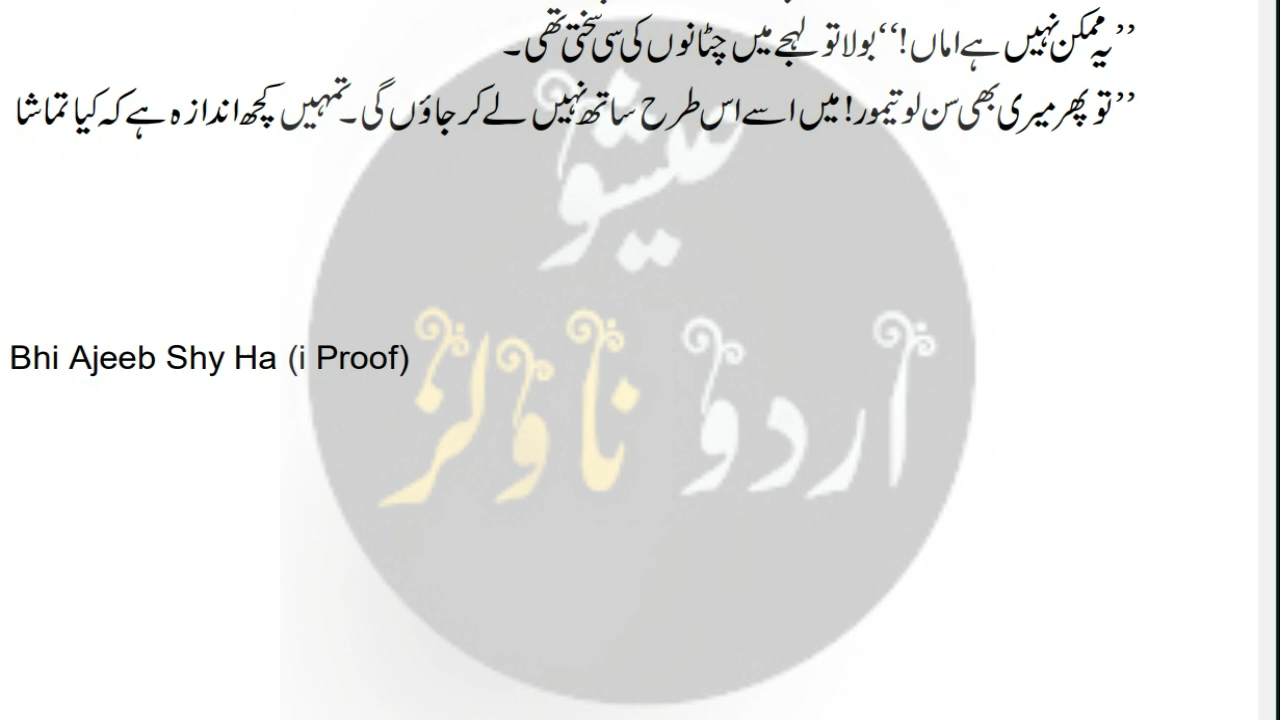 ’’یہ ممکن نہیں ہے اماں!‘‘ بولا تو لہجے میں چٹانوں کی سی سختی تھی۔
’’تو پھر میری بھی سن لو تیمور! میں اسے اس طرح ساتھ نہیں لے کر جاؤں گی۔ تمہیں کچھ اندازہ ہے کہ کیا تماشا
عیشو
اردو ناولز
Bhi Ajeeb Shy Ha (i Proof)